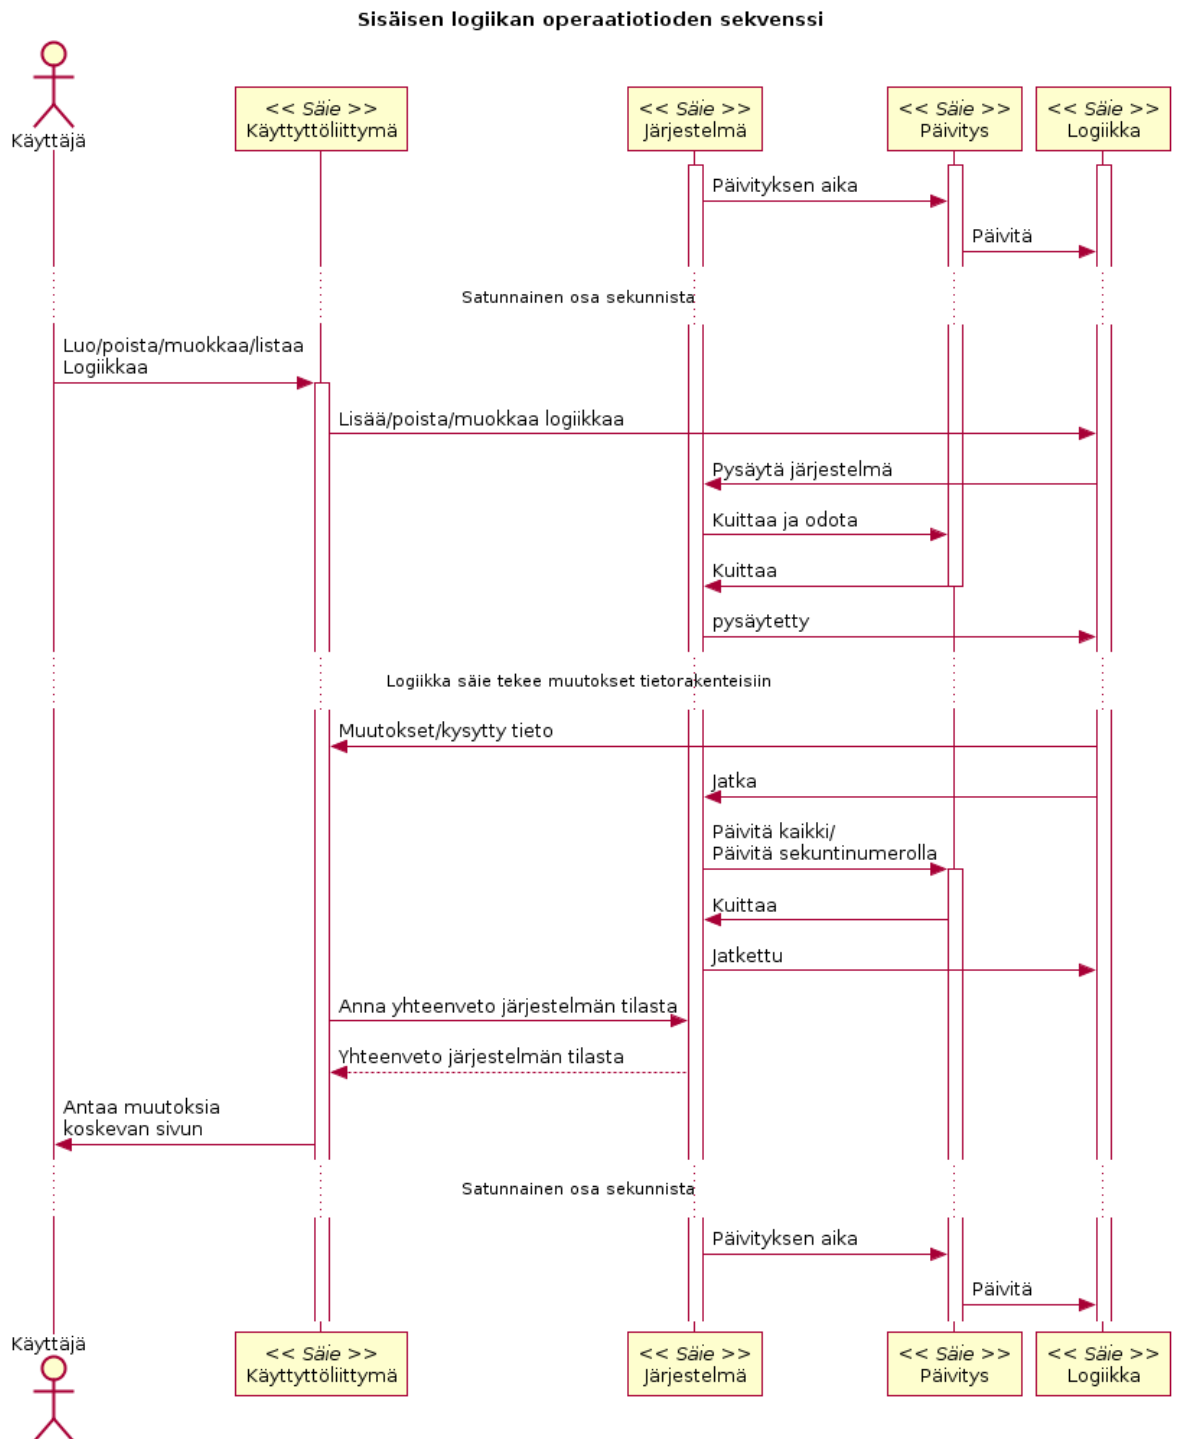 Sisäisen logiikan operaatiotioden sekvenssi
Käyttäjä
<< Säie >>
Käyttyttöliittymä
<< Säie >>
Järjestelmä
<< Säie >>
Päivitys
<< Säie >>
Logiikka
Päivityksen aika
Päivitä
Satunnainen osa sekunnista
Luo/poista/muokkaa/listaa
Logiikkaa
Lisää/poista/muokkaa logiikkaa
Pysäytä järjestelmä
Kuittaa ja odota
Kuittaa
pysäytetty
Logiikka säie tekee muutokset tietorakenteisiin
Muutokset/kysytty tieto
Jatka
Päivitä kaikki/
Päivitä sekuntinumerolla
Kuittaa
Jatkettu
Anna yhteenveto järjestelmän tilasta
Yhteenveto järjestelmän tilasta
Antaa muutoksia
koskevan sivun
Satunnainen osa sekunnista
Päivityksen aika
Päivitä
Käyttäjä
<< Säie >>
Käyttyttöliittymä
<< Säie >>
Järjestelmä
<< Säie >>
Päivitys
<< Säie >>
Logiikka